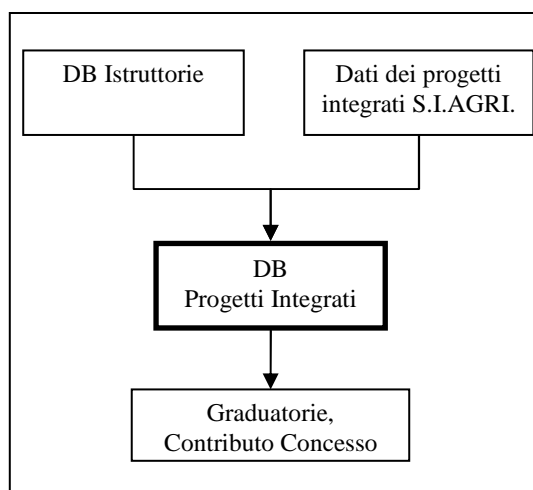 DB Istruttorie
Dati dei progetti
integrati S.I.AGRI.
DB
Progetti Integrati
Graduatorie,
Contributo Concesso